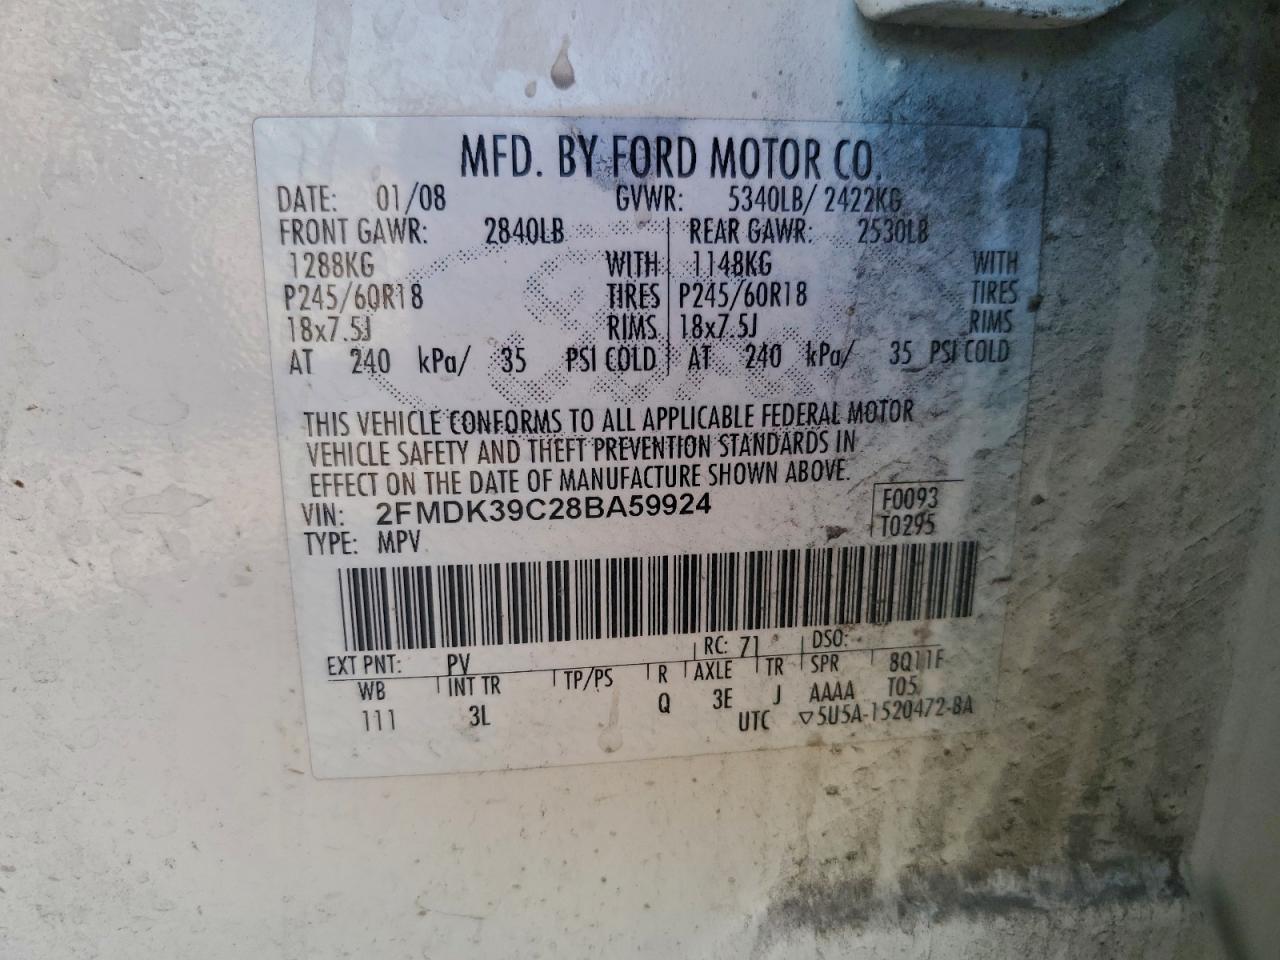 MFD. BY FORD MOTOR CO.
DATE: 01/08 GVWR: 5340LB/ 2422KG
FRONT GAWR: 2840LB REAR GAWR: 2530LB
1288KG WITH 1148KG WITH
P245/60R18 TIRES P245/60R18 TIRES
18x7.5J RIMS 18x7.5J RIMS
AT 240 kPa/ 35 PSI COLD AT 240 kPa/ 35 PSI COLD
THIS VEHICLE CONFORMS TO ALL APPLICABLE FEDERAL MOTOR
VEHICLE SAFETY AND THEFT PREVENTION STANDARDS IN
EFFECT ON THE DATE OF MANUFACTURE SHOWN ABOVE.
VIN: 2FMDK39C28BA59924 F0093
TYPE: MPV T0295
EXT PNT: PV RC: 71 DSO:
WB INT TR TP/PS R AXLE TR SPR 8Q11F
111 3L Q 3E J AAAA T05
UTC ▽5U5A-1520472-BA